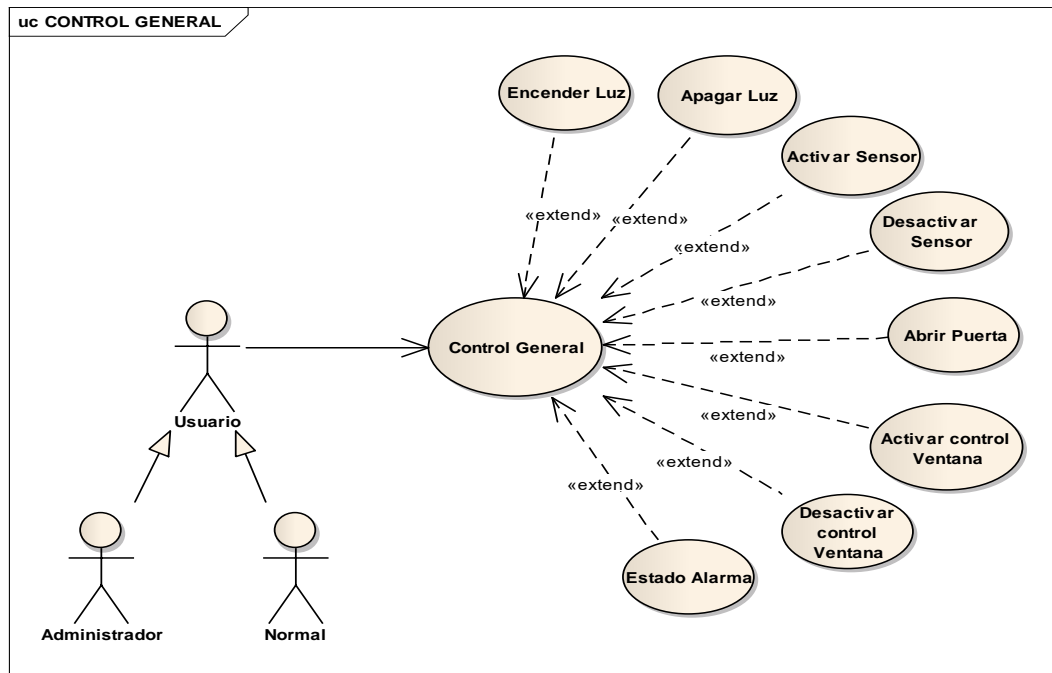 uc CONTROL GENERAL
Encender Luz
Apagar Luz
Activar Sensor
Desactivar
Sensor
«extend»
«extend»
«extend»
«extend»
Abrir Puerta
Control General
«extend»
Usuario
«extend»
Activar control
Ventana
«extend»
«extend»
Desactivar
control
Ventana
Estado Alarma
Administrador
Normal